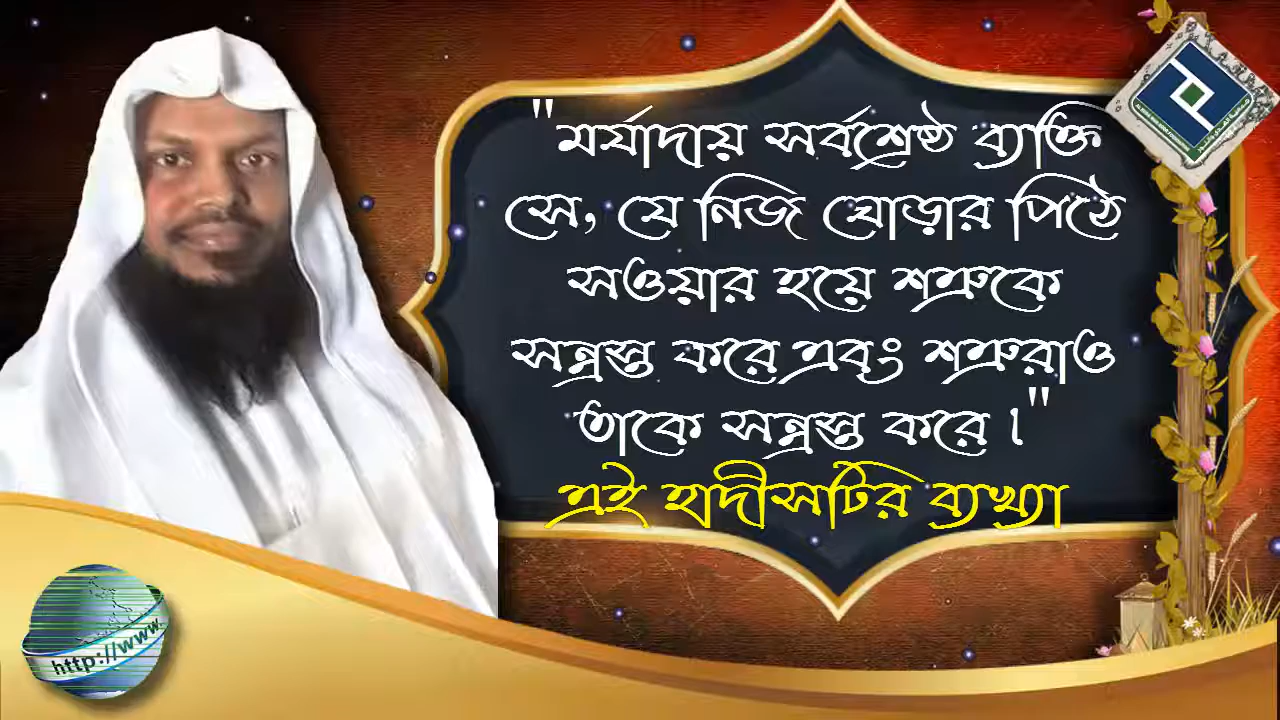 "মর্যাদায় সর্বশ্রেষ্ঠ ব্যক্তি
সে, যে নিজ ঘোড়ার পিঠে
সওয়ার হয়ে শত্রুকে
সন্ত্রস্ত করে এবং শত্রুরাও
তাকে সন্ত্রস্ত করে।"
এই হাদীসটির ব্যখ্যা
http://www.